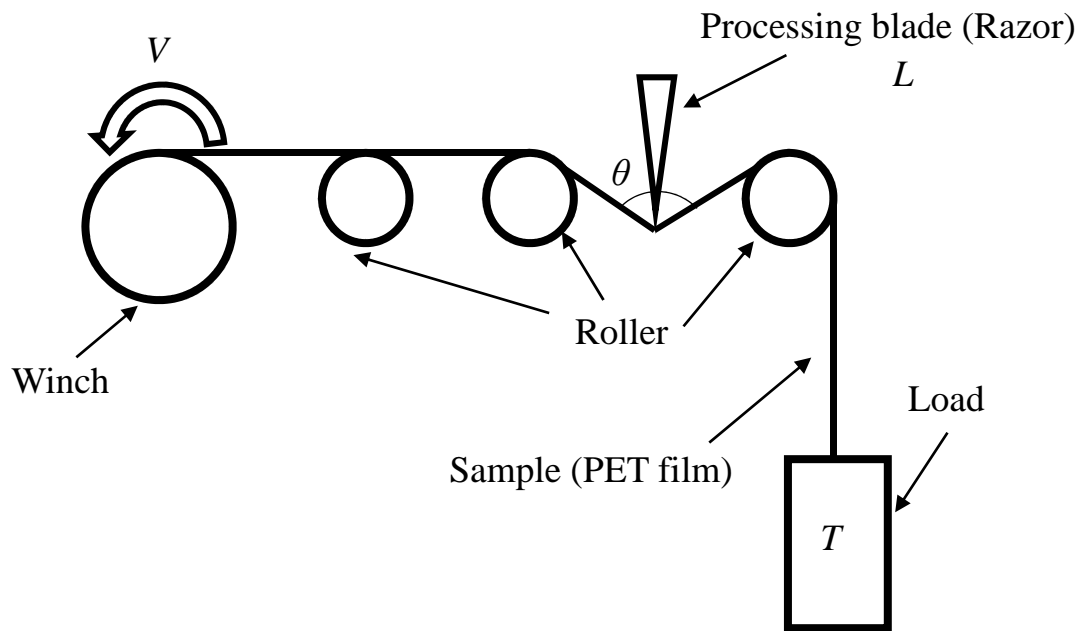 Processing blade (Razor)
V
L
θ
Roller
Winch
Load
Sample (PET film)
T